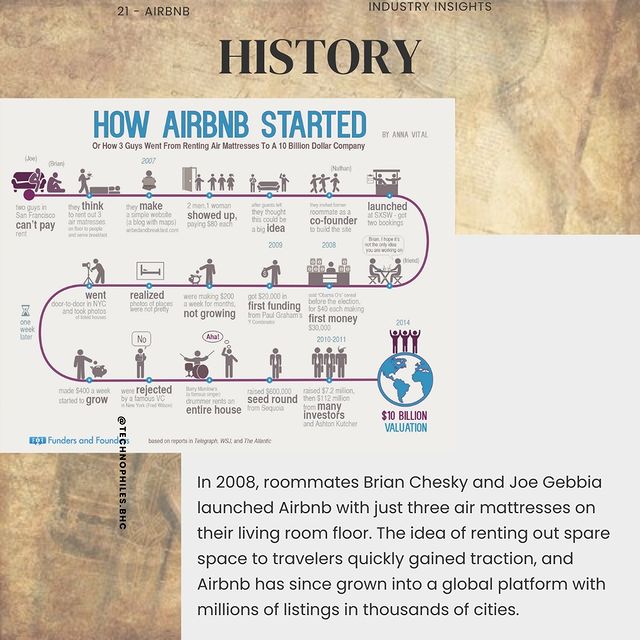 21 - AIRBNB
INDUSTRY INSIGHTS
HISTORY
HOW AIRBNB STARTED
BY ANNA VITAL
Or How 3 Guys Went From Renting Air Mattresses To A 10 Billion Dollar Company
(Joe)
(Brian)
two guys in
San Francisco
can't pay
rent
they think
to rent out 3
air matresses
on floor to people
and serve breakfast
2007
they make
a simple website
(a blog with maps)
airbedandbreakfast.com
2 men,1 woman
showed up,
paying $80 each
after guests left
they thought
this could
be a big
idea
(Nathan)
they invited former
roommate as a
co-founder
to build the site
launched
at SXSW - got
two bookings
Brian, I hope it's
not the only idea
you are working on
(friend)
2008
sold "Obama O's" cereal
before the election,
for $40 each making
first money
$30,000
2009
got $20,000 in
first funding
from Paul Graham's
Y Combinator
were making $200
a week for months,
not growing
realized
photos of places
were not pretty
went
door-to-door in NYC
and took photos
of listed houses
one
week
later
made $400 a week
started to grow
No
were rejected
by a famous VC
in New York (Fred Wilson)
Aha!
Barry Manilow's
(a famous singer)
drummer rents an
entire house
raised $600,000
seed round
from Sequoia
2010-2011
raised $7.2 million,
then $112 million
from many
investors
and Ashton Kutcher
2014
$10 BILLION
VALUATION
Funders and Founders
based on reports in Telegraph, WSJ, and The Atlantic
@TECHNOPHILES.BHC
In 2008, roommates Brian Chesky and Joe Gebbia
launched Airbnb with just three air mattresses on
their living room floor. The idea of renting out spare
space to travelers quickly gained traction, and
Airbnb has since grown into a global platform with
millions of listings in thousands of cities.